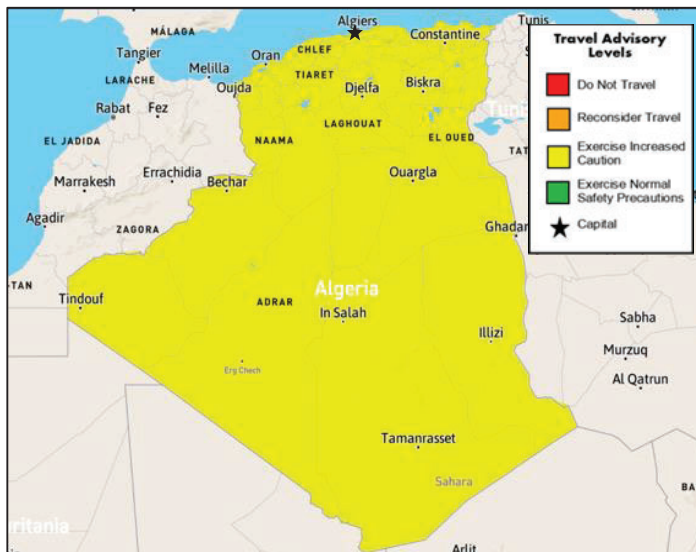 MÁLAGA
Algiers
Tunis
Tangier
CHLEF
Constantine
Oran
Melilla
TIARET
Biskra
LARACHE
Oujda
Djelfa
Rabat
Fez
LAGHOUAT
EL JADIDA
NAAMA
EL OUED
TAT
Errachidia
Ouargla
Marrakesh
Bechar
Agadir
ZAGORA
Ghadan
-TAN
Algeria
Tindouf
ADRAR
In Salah
Sabha
Illizi
Murzuq
Erg Chech
Al Qatrun
Tamanrasset
Sahara
BA
uritania
Arlit
Travel Advisory
Levels
Do Not Travel
Reconsider Travel
Exercise Increased
Caution
Exercise Normal
Safety Precautions
Capital